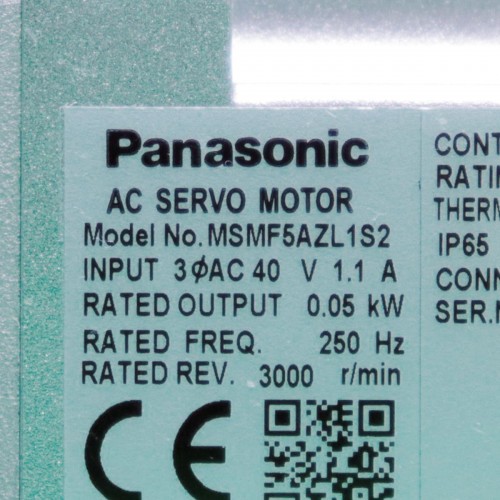 Panasonic
AC SERVO MOTOR
Model No. MSMF5AZL1S2
INPUT 3ϕAC 40 V 1.1 A
RATED OUTPUT 0.05 kW
RATED FREQ. 250 Hz
RATED REV. 3000 r/min
CE
CONT
RATIN
THERM
IP65
CONN
SER.N